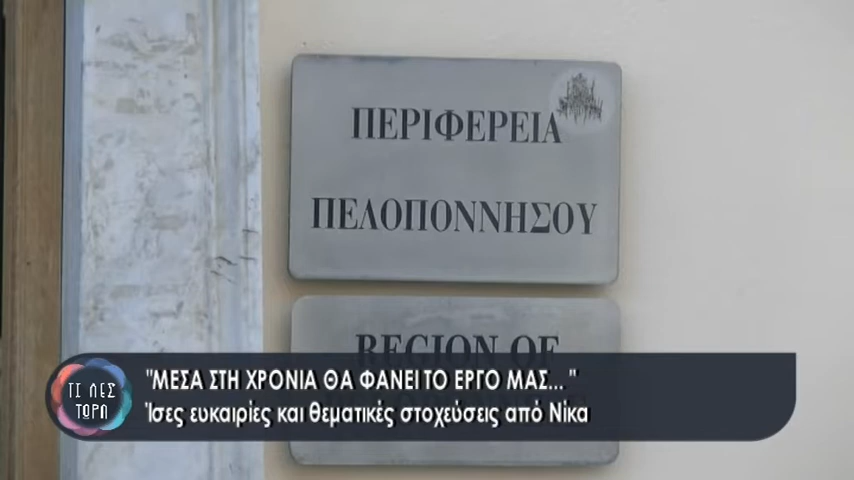 ΠΕΡΙΦΕΡΕΙΑ
ΠΕΛΟΠΟΝΝΗΣΟΥ
REGION OF
ΤΙ ΛΕΣ
ΤΩΡΑ
"ΜΕΣΑ ΣΤΗ ΧΡΟΝΙΑ ΘΑ ΦΑΝΕΙ ΤΟ ΕΡΓΟ ΜΑΣ... "
Ίσες ευκαιρίες και θεματικές στοχεύσεις από Νίκα